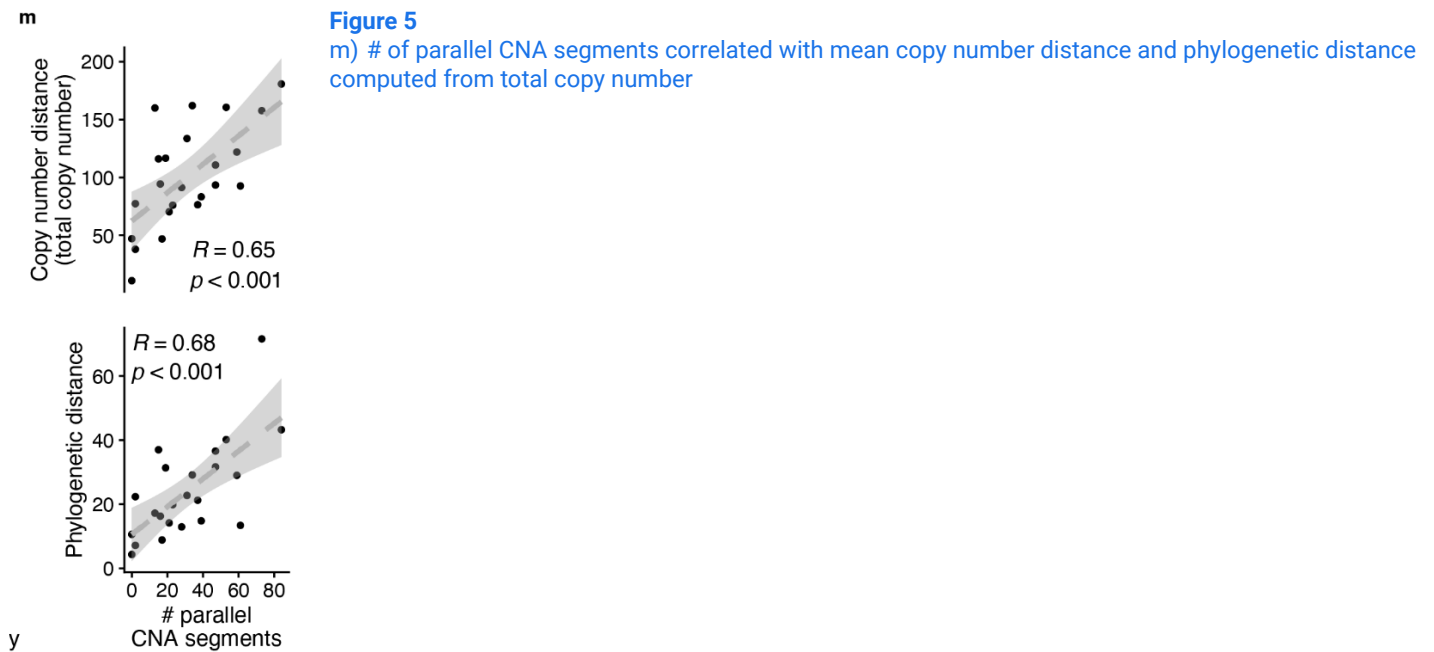 m
Figure 5
m) # of parallel CNA segments correlated with mean copy number distance and phylogenetic distance
computed from total copy number
Copy number distance
(total copy number)
200
150
100
50
R = 0.65
p < 0.001
Phylogenetic distance
60
40
20
0
R = 0.68
p < 0.001
0 20 40 60 80
# parallel
CNA segments
y